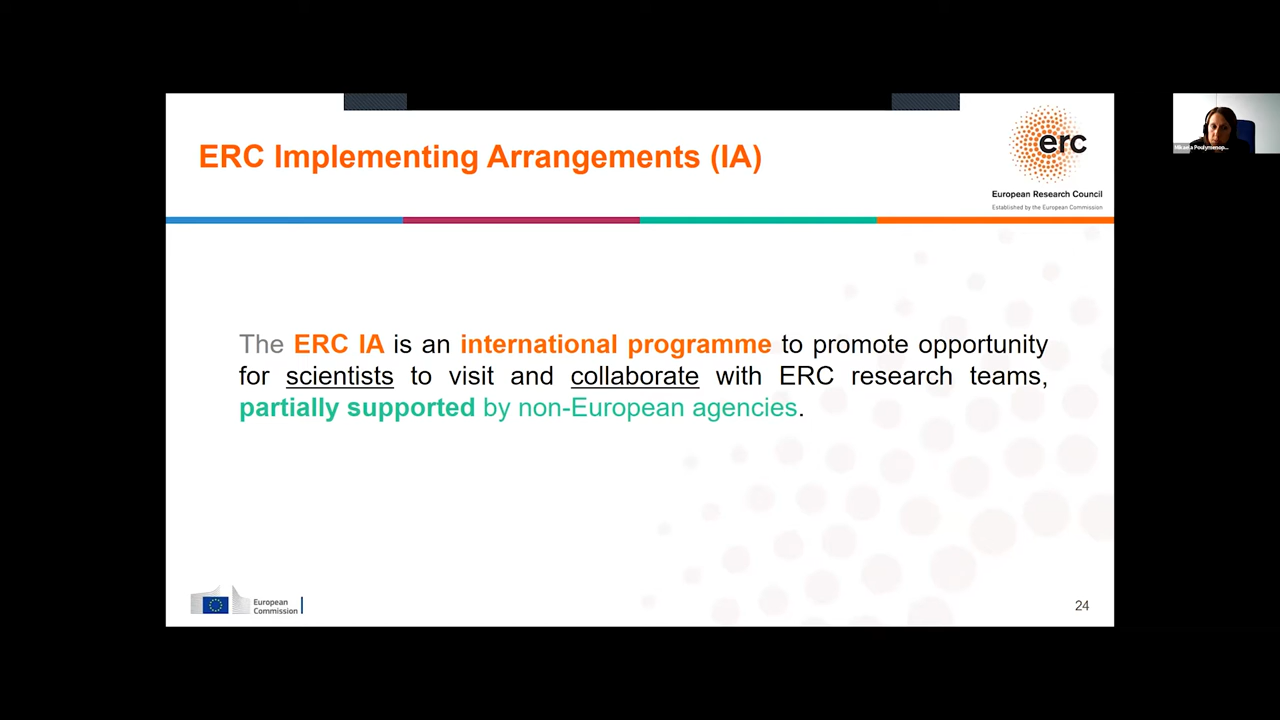 ERC Implementing Arrangements (IA)
erc
European Research Council
Established by the European Commission
The ERC IA is an international programme to promote opportunity
for scientists to visit and collaborate with ERC research teams,
partially supported by non-European agencies.
European
Commission
24